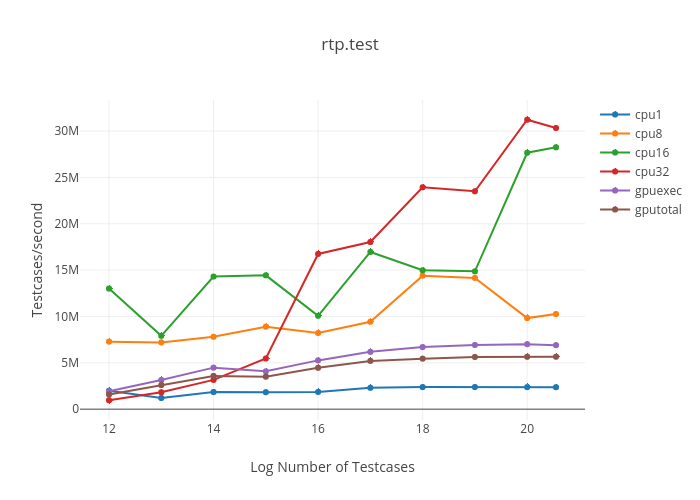 rtp.test
Testcases/second
30M
25M
20M
15M
10M
5M
0
12
14
16
18
20
Log Number of Testcases
cpu1
cpu8
cpu16
cpu32
gpuexec
gputotal